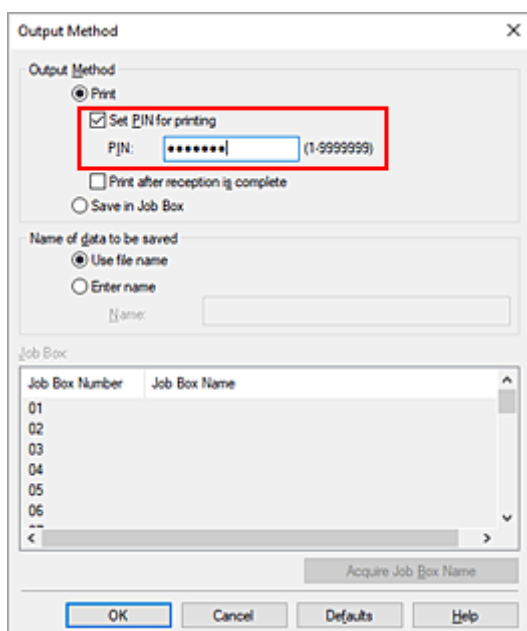 Output Method
Output Method
Print
Set PIN for printing
PIN: ●●●●●●● (1-9999999)
Print after reception is complete
Save in Job Box
Name of data to be saved
Use file name
Enter name
Name:
Job Box:
Job Box Number Job Box Name
01
02
03
04
05
06
Acquire Job Box Name
OK Cancel Defaults Help